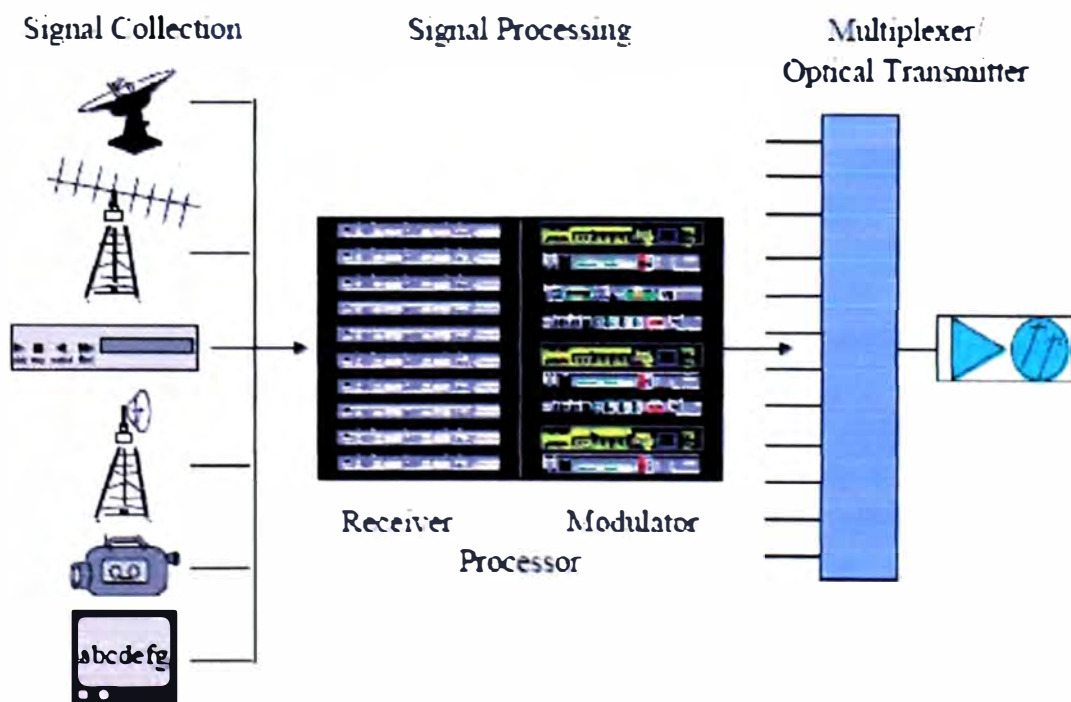 Signal Collection
Signal Processing
Multiplexer/
Optical Transmitter
Receiver
Modulator
Processor
abcdefg